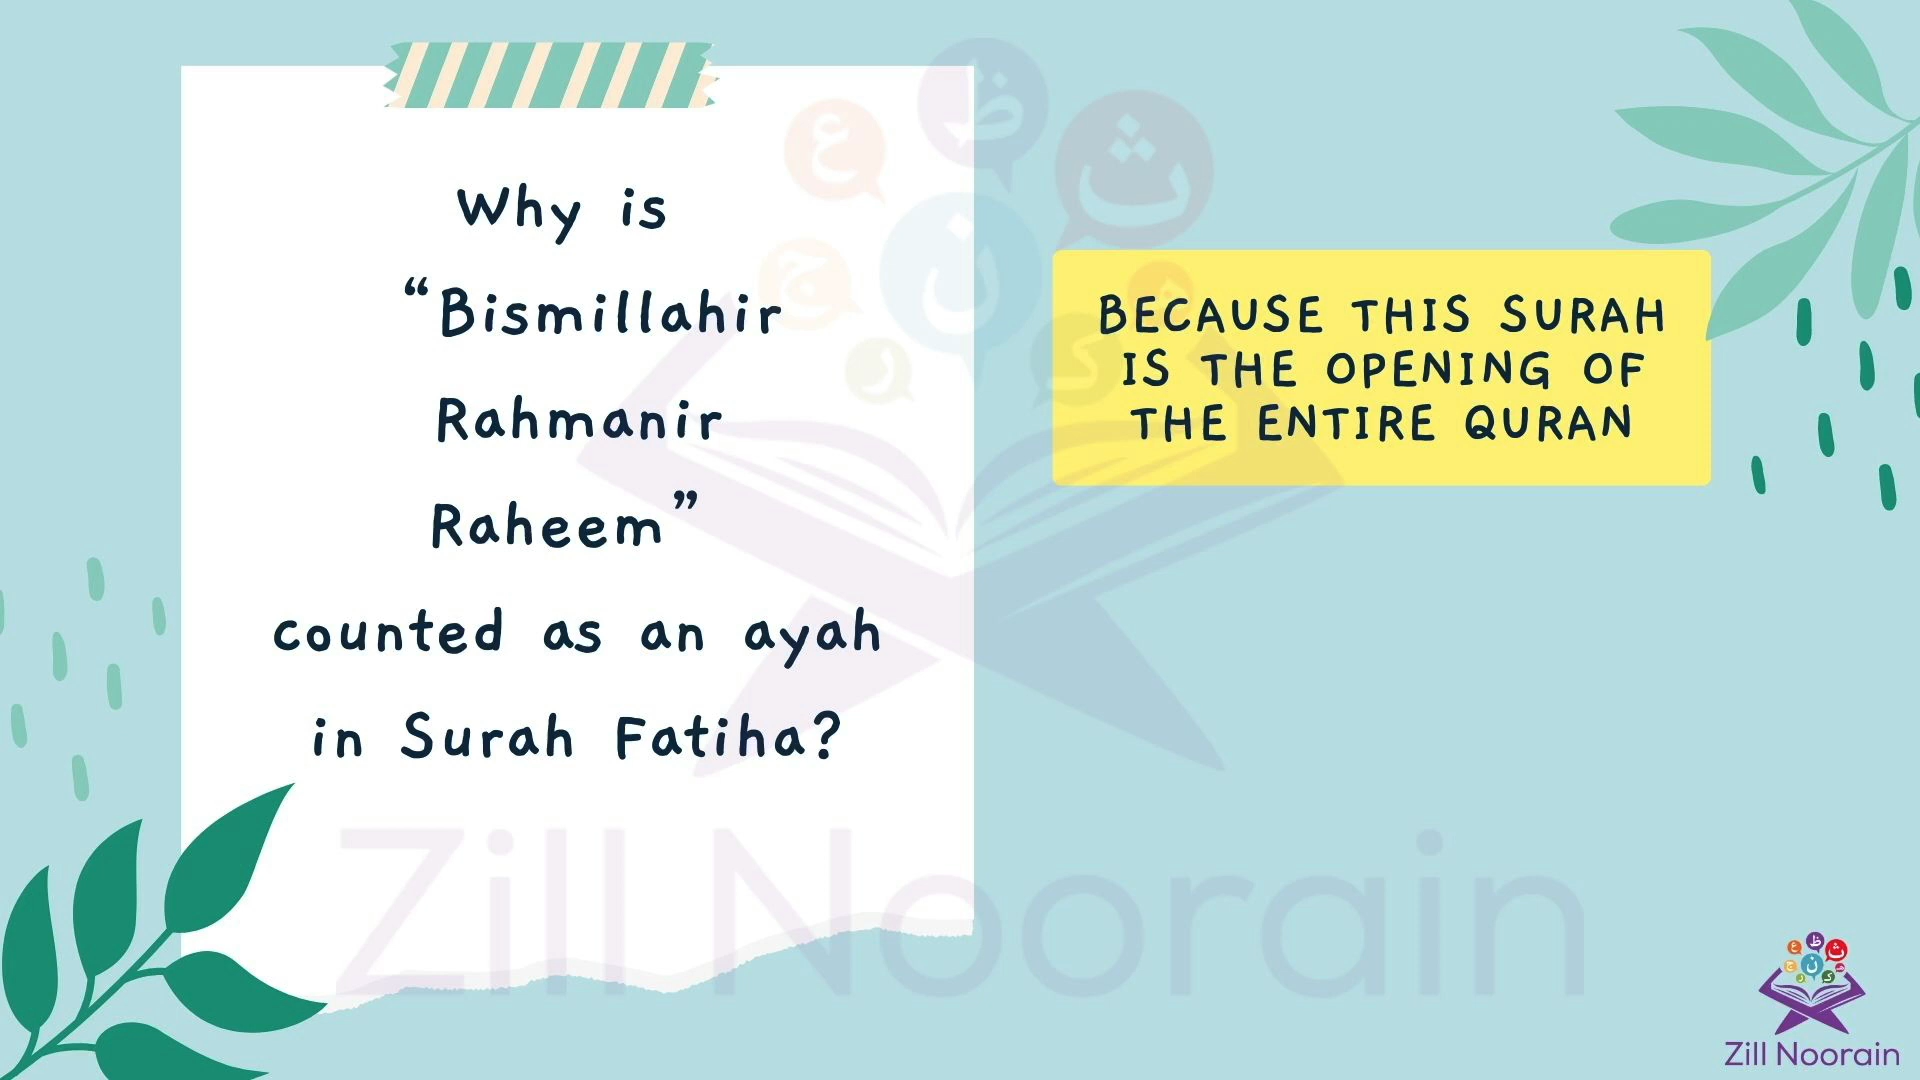 Why is
“Bismillahir
Rahmanir
Raheem”
counted as an ayah
in Surah Fatiha?
BECAUSE THIS SURAH
IS THE OPENING OF
THE ENTIRE QURAN
ع ظ ث
ج ن ر ك
Zill Noorain
ع ظ ث
ج ن ر ك
Zill Noorain